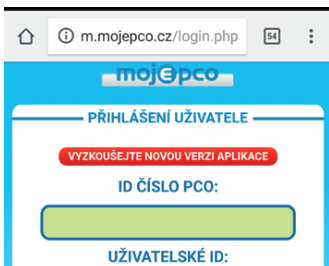 m.mojepco.cz/login.php 54
mojepco
PŘIHLÁŠENÍ UŽIVATELE
VYZKOUŠEJTE NOVOU VERZI APLIKACE
ID ČÍSLO PCO:
UŽIVATELSKÉ ID: